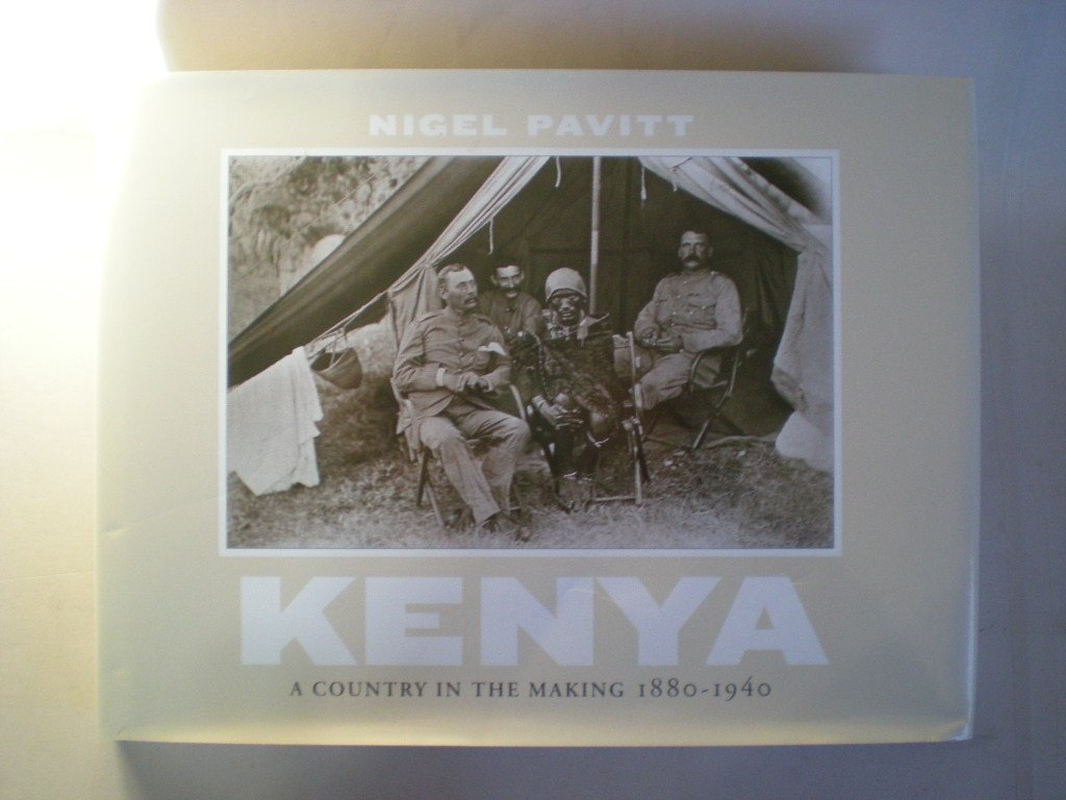 NIGEL PAVITT
KENYA
A COUNTRY IN THE MAKING 1880-1940